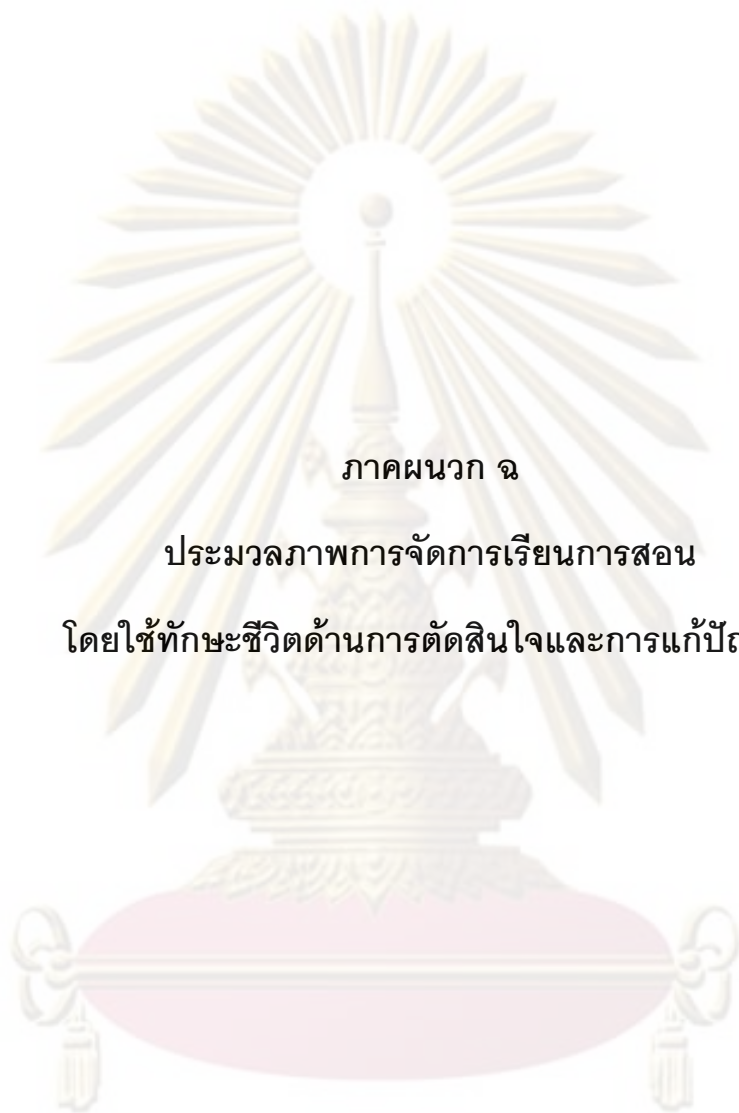 ภาคผนวก ฉ
ประมวลภาพการจัดการเรียนการสอน
โดยใช้ทักษะชีวิตด้านการตัดสินใจและการแก้ปั